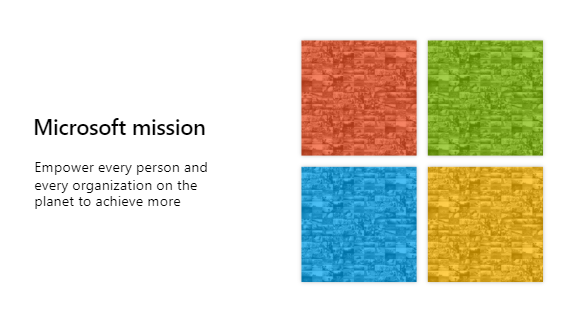 Microsoft mission
Empower every person and
every organization on the
planet to achieve more